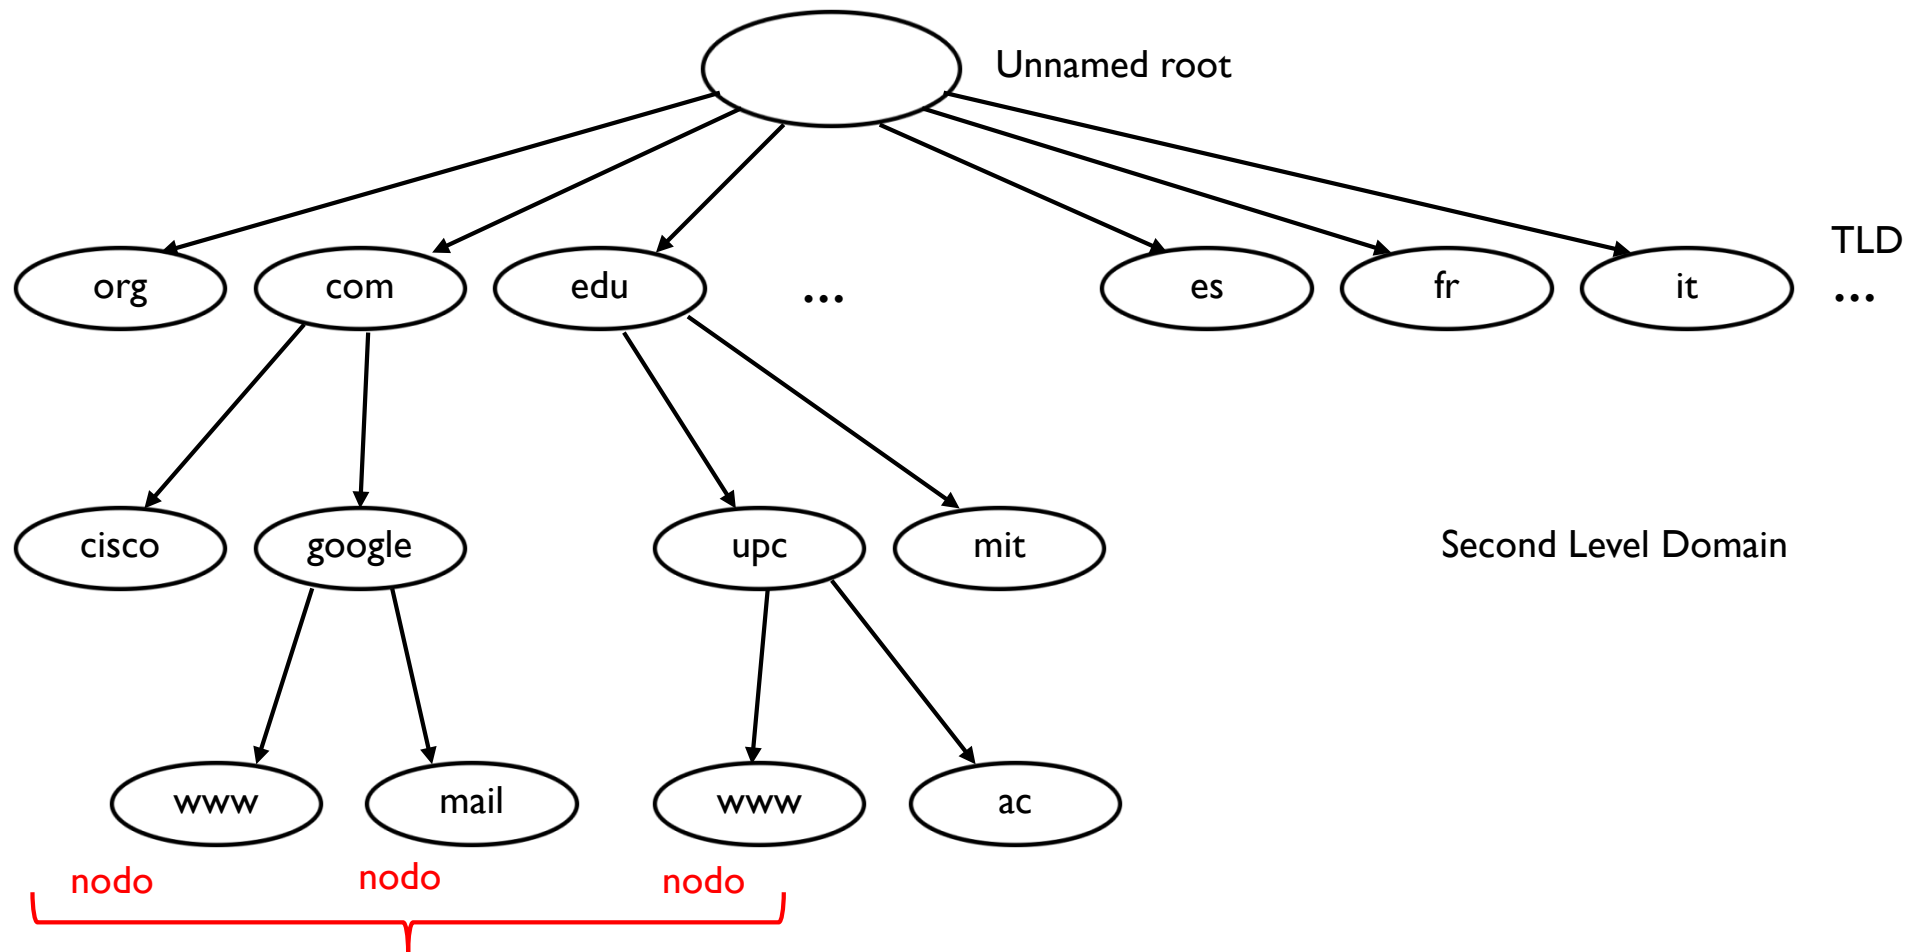 Unnamed root
TLD
org
com
edu
...
es
fr
it
...
cisco
google
upc
mit
Second Level Domain
www
mail
www
ac
nodo
nodo
nodo